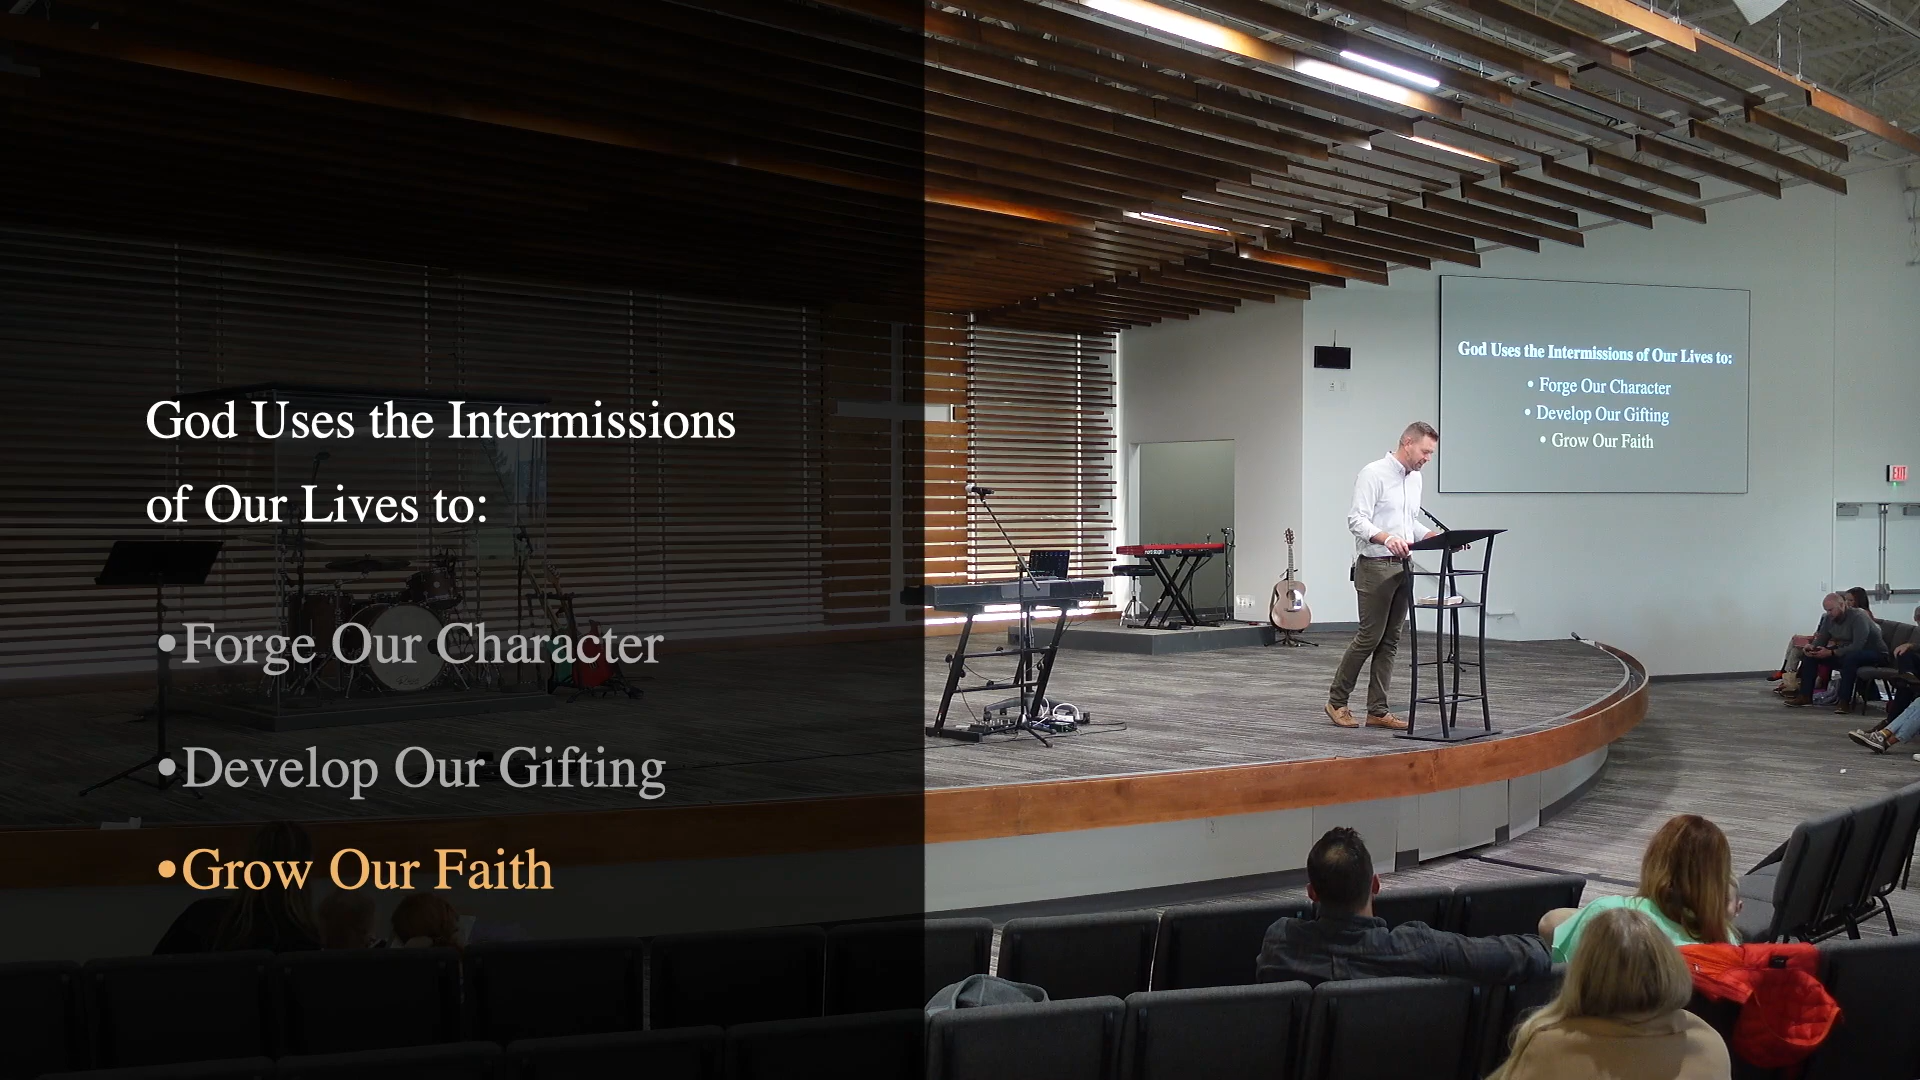 God Uses the Intermissions
of Our Lives to:
•Forge Our Character
•Develop Our Gifting
•Grow Our Faith
God Uses the Intermissions of Our Lives to:
• Forge Our Character
• Develop Our Gifting
• Grow Our Faith
EXIT